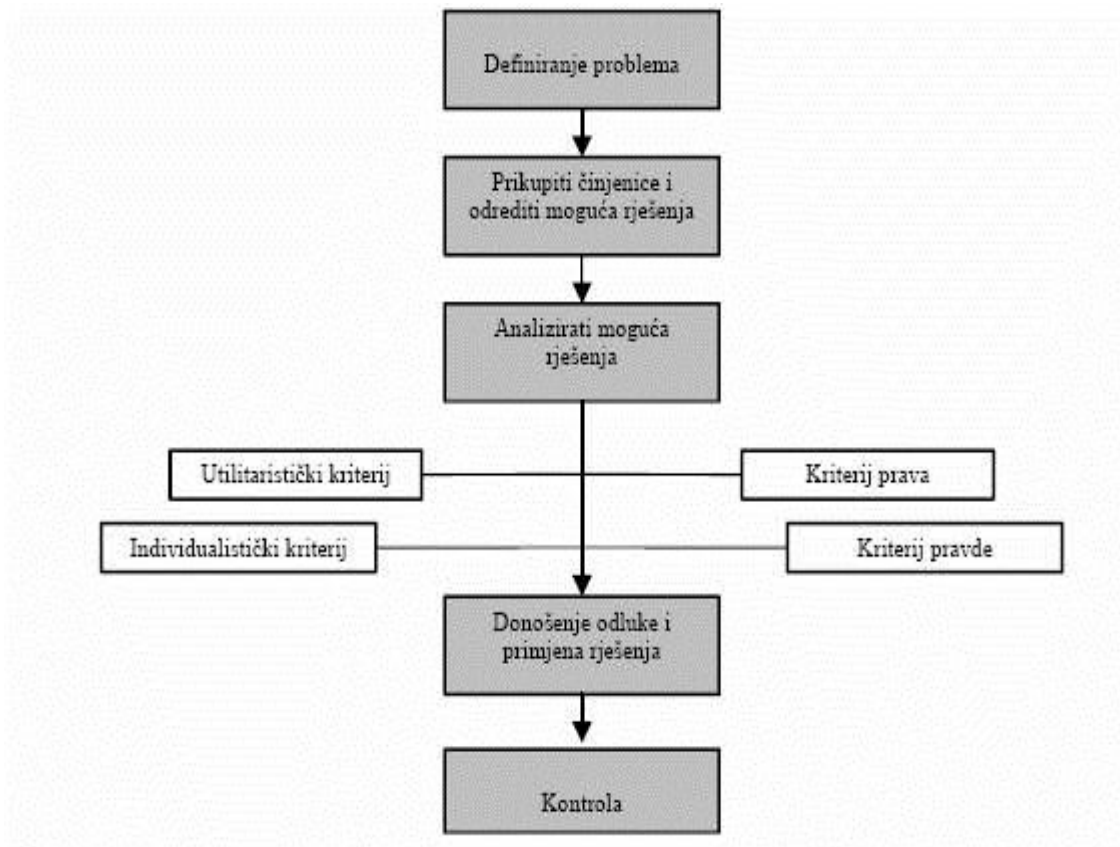 Definiranje problema
Prikupiti činjenice i
odrediti moguća rješenja
Analizirati moguća
rješenja
Utilitaristički kriterij
Kriterij prava
Individualistički kriterij
Kriterij pravde
Donošenje odluke i
primjena rješenja
Kontrola